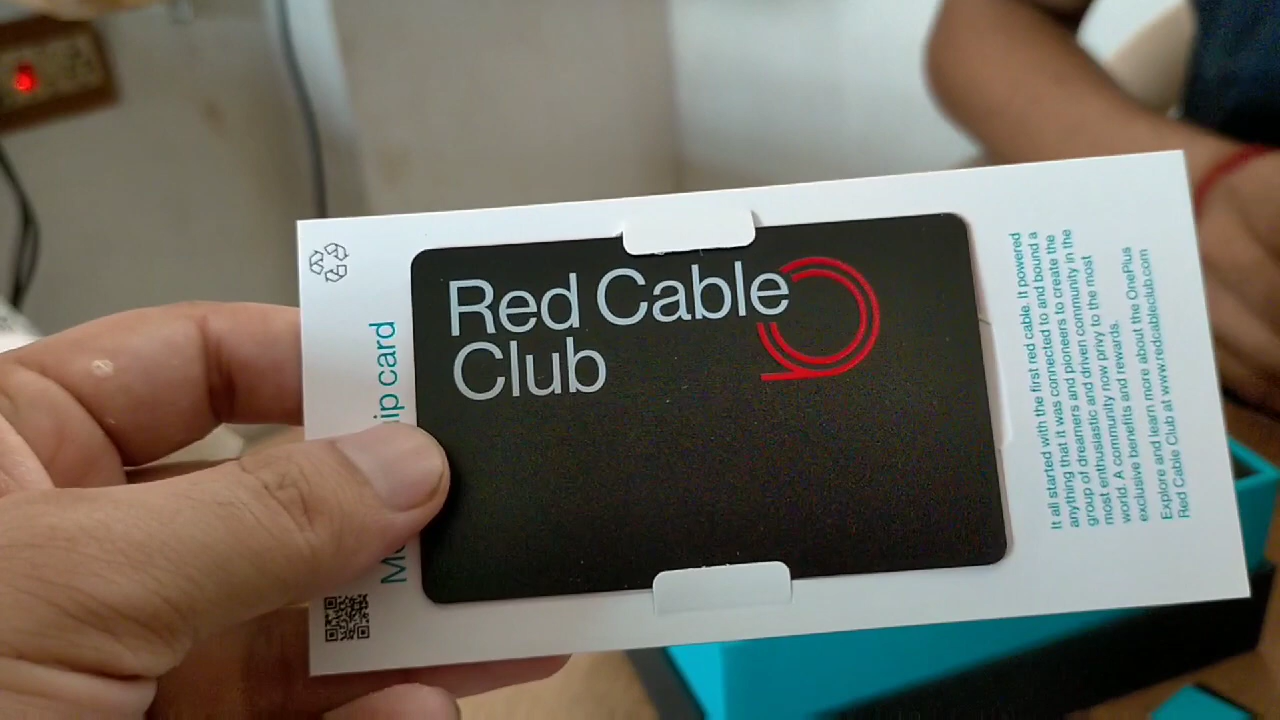 Red Cable
Club
card
It all started with the first red cable. It powered
anything that it was connected to and bound a
group of dreamers and pioneers to create the
most enthusiastic and driven community in the
world. A community now privy to the most
exclusive benefits and rewards.
Explore and learn more about the OnePlus
Red Cable Club at www.redcableclub.com